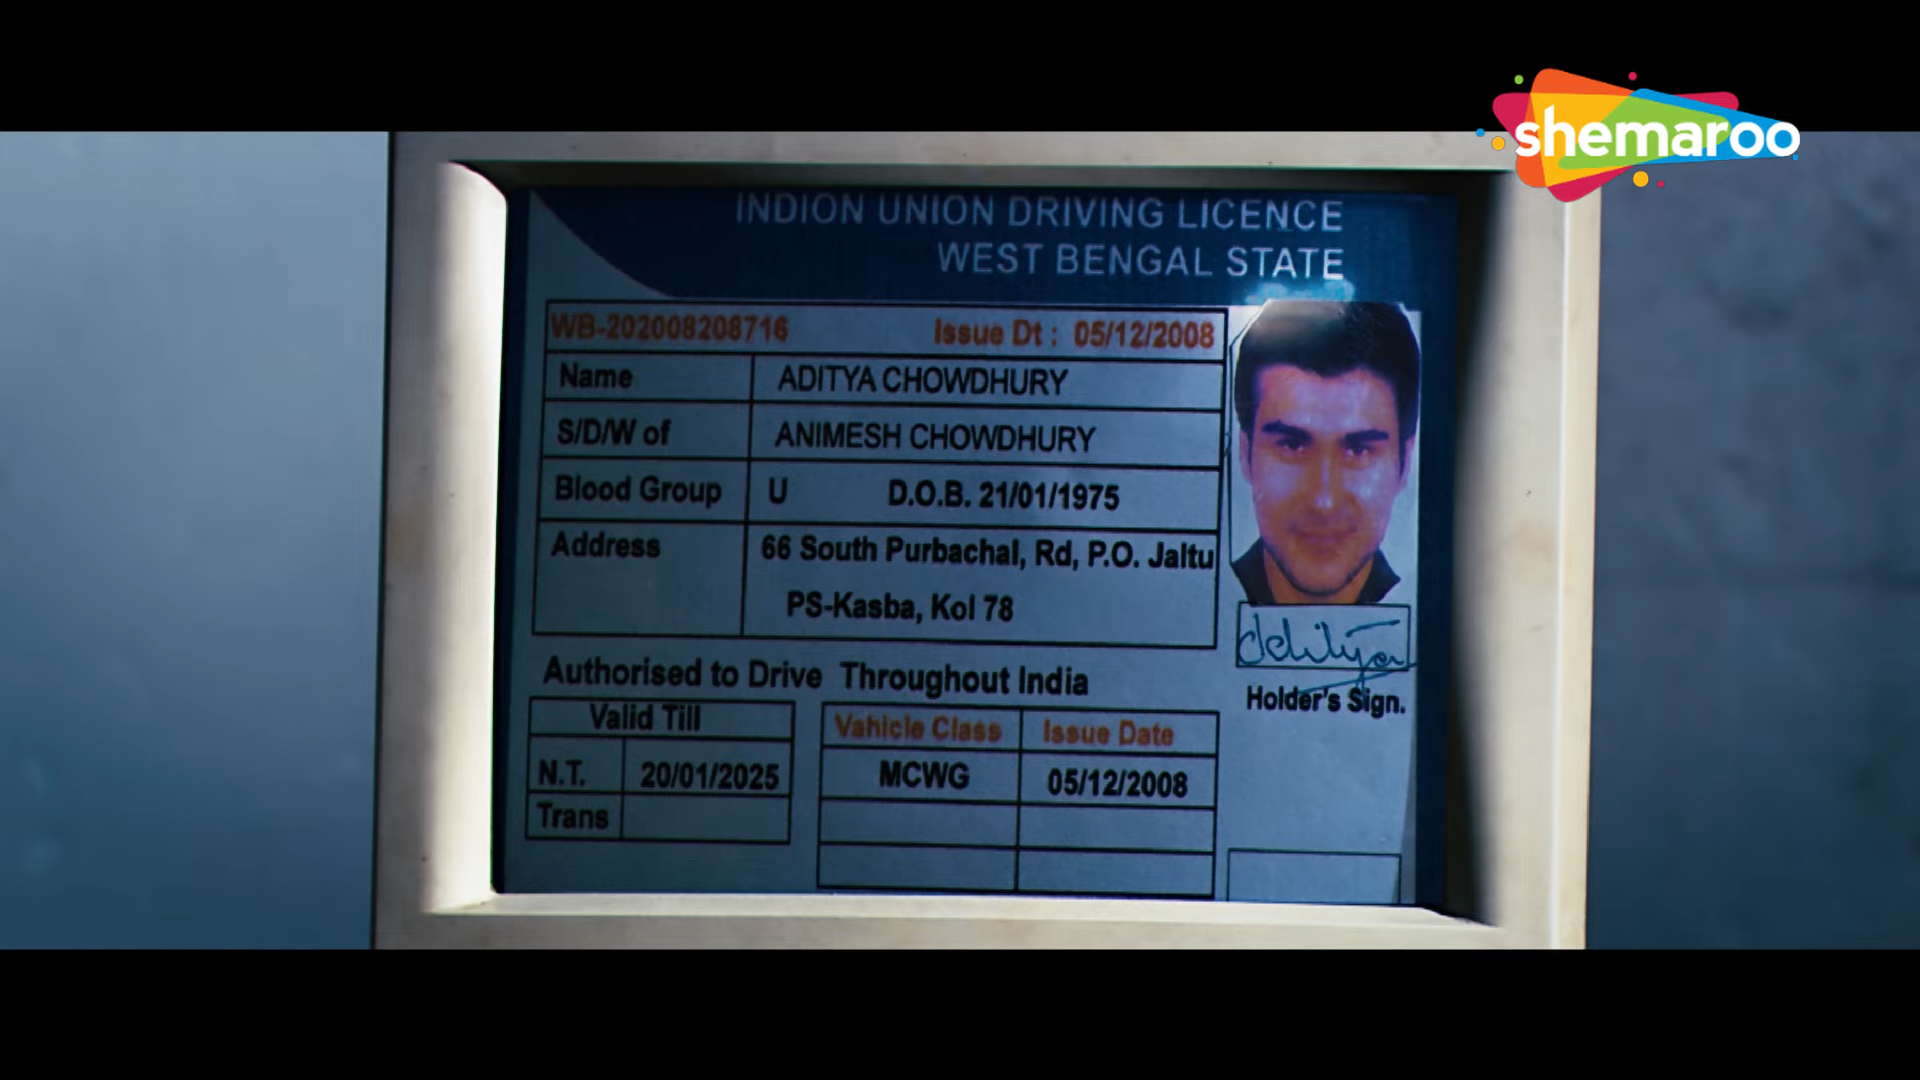 shemaroo
INDION UNION DRIVING LICENCE
WEST BENGAL STATE
WB-202008208716 Issue Dt : 05/12/2008
Name ADITYA CHOWDHURY
S/D/W of ANIMESH CHOWDHURY
Blood Group U D.O.B. 21/01/1975
Address 66 South Purbachal, Rd, P.O. Jaltu
PS-Kasba, Kol 78
Aditya
Holder's Sign.
Authorised to Drive Throughout India
Valid Till
N.T. 20/01/2025
Trans
Vahicle Class Issue Date
MCWG 05/12/2008